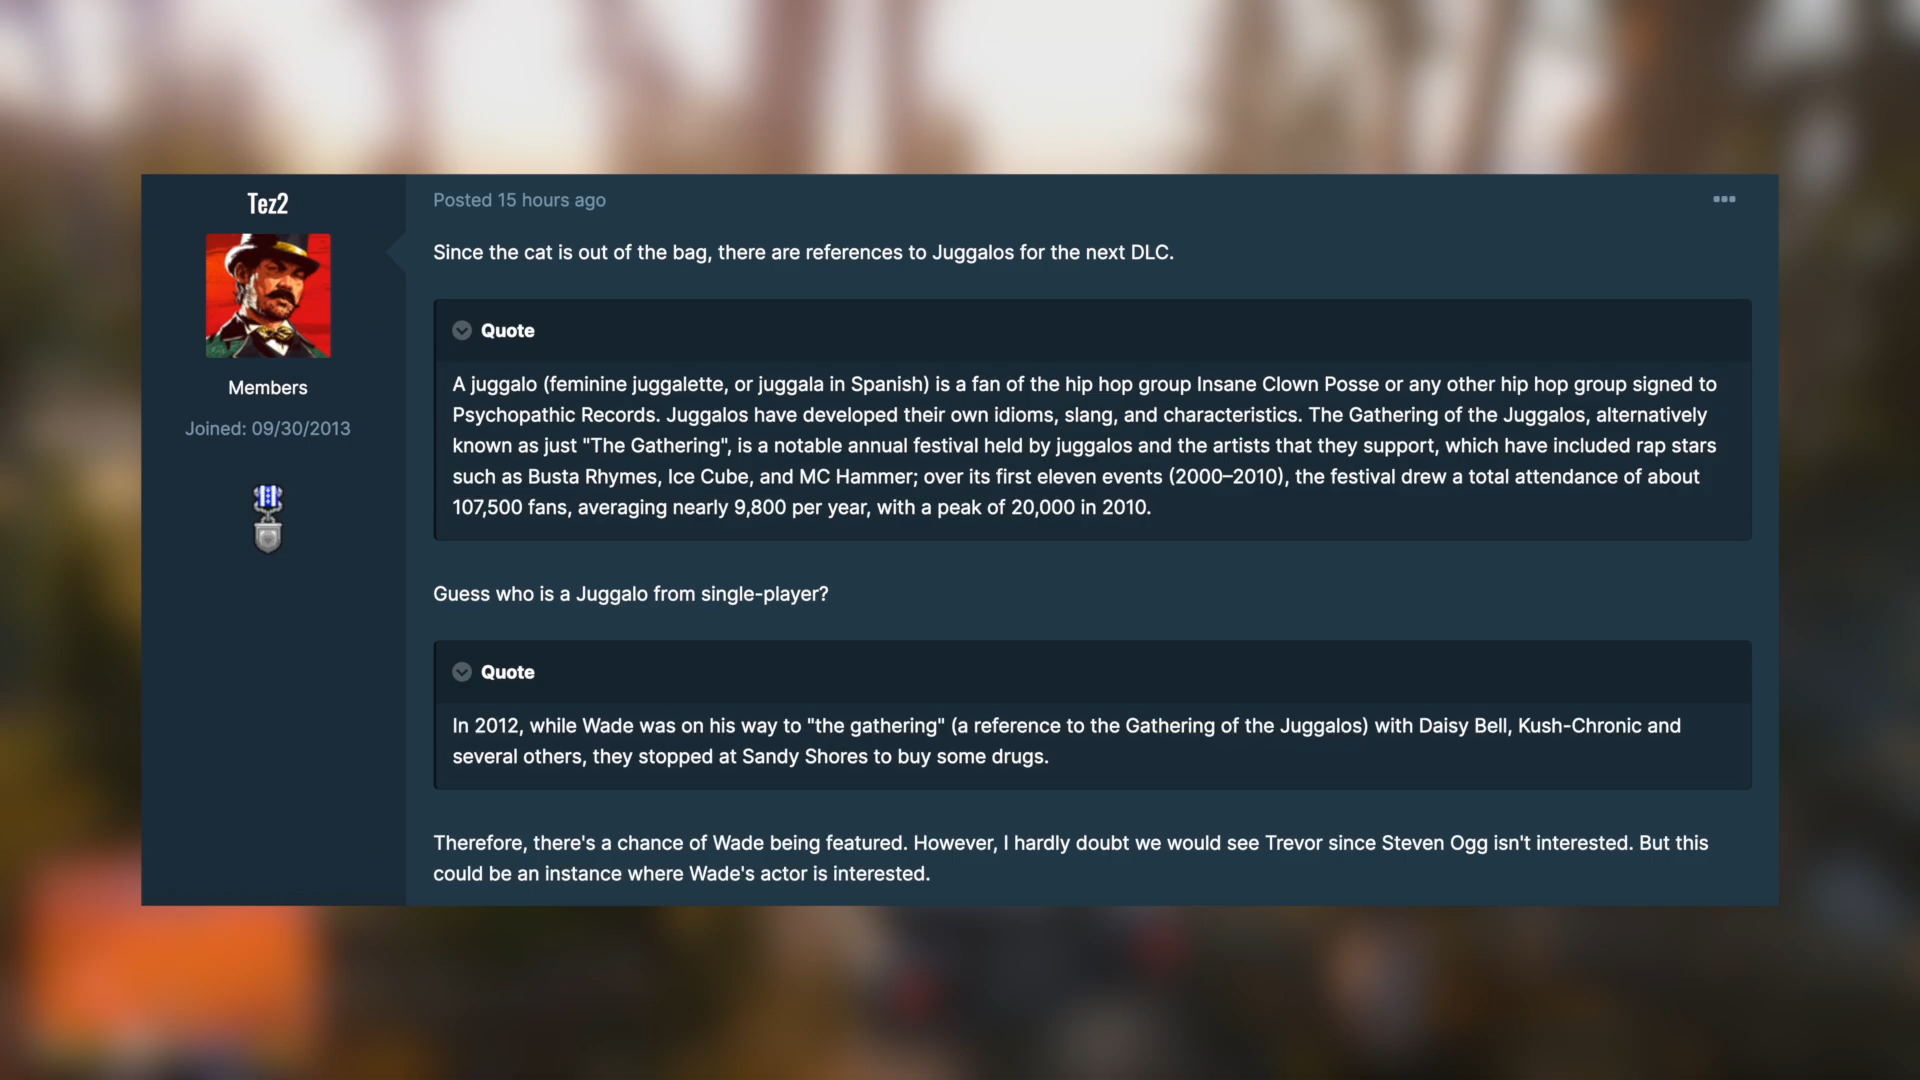 Tez2
Members
Joined: 09/30/2013
Posted 15 hours ago
Since the cat is out of the bag, there are references to Juggalos for the next DLC.
Quote
A juggalo (feminine juggalette, or juggala in Spanish) is a fan of the hip hop group Insane Clown Posse or any other hip hop group signed to
Psychopathic Records. Juggalos have developed their own idioms, slang, and characteristics. The Gathering of the Juggalos, alternatively
known as just "The Gathering", is a notable annual festival held by juggalos and the artists that they support, which have included rap stars
such as Busta Rhymes, Ice Cube, and MC Hammer; over its first eleven events (2000–2010), the festival drew a total attendance of about
107,500 fans, averaging nearly 9,800 per year, with a peak of 20,000 in 2010.
Guess who is a Juggalo from single-player?
Quote
In 2012, while Wade was on his way to "the gathering" (a reference to the Gathering of the Juggalos) with Daisy Bell, Kush-Chronic and
several others, they stopped at Sandy Shores to buy some drugs.
Therefore, there's a chance of Wade being featured. However, I hardly doubt we would see Trevor since Steven Ogg isn't interested. But this
could be an instance where Wade's actor is interested.